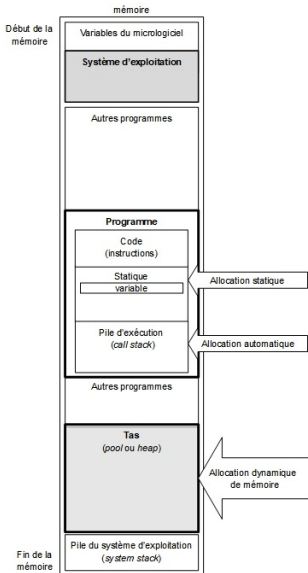 mémoire
Début de la
mémoire
Variables du micrologiciel
Système d'exploitation
Autres programmes
Programme
Code
(instructions)
Statique
variable
Allocation statique
Pile d'exécution
(call stack)
Allocation automatique
Autres programmes
Tas
(pool ou heap)
Allocation dynamique
de mémoire
Pile du système d'exploitation
(system stack)
Fin de la
mémoire